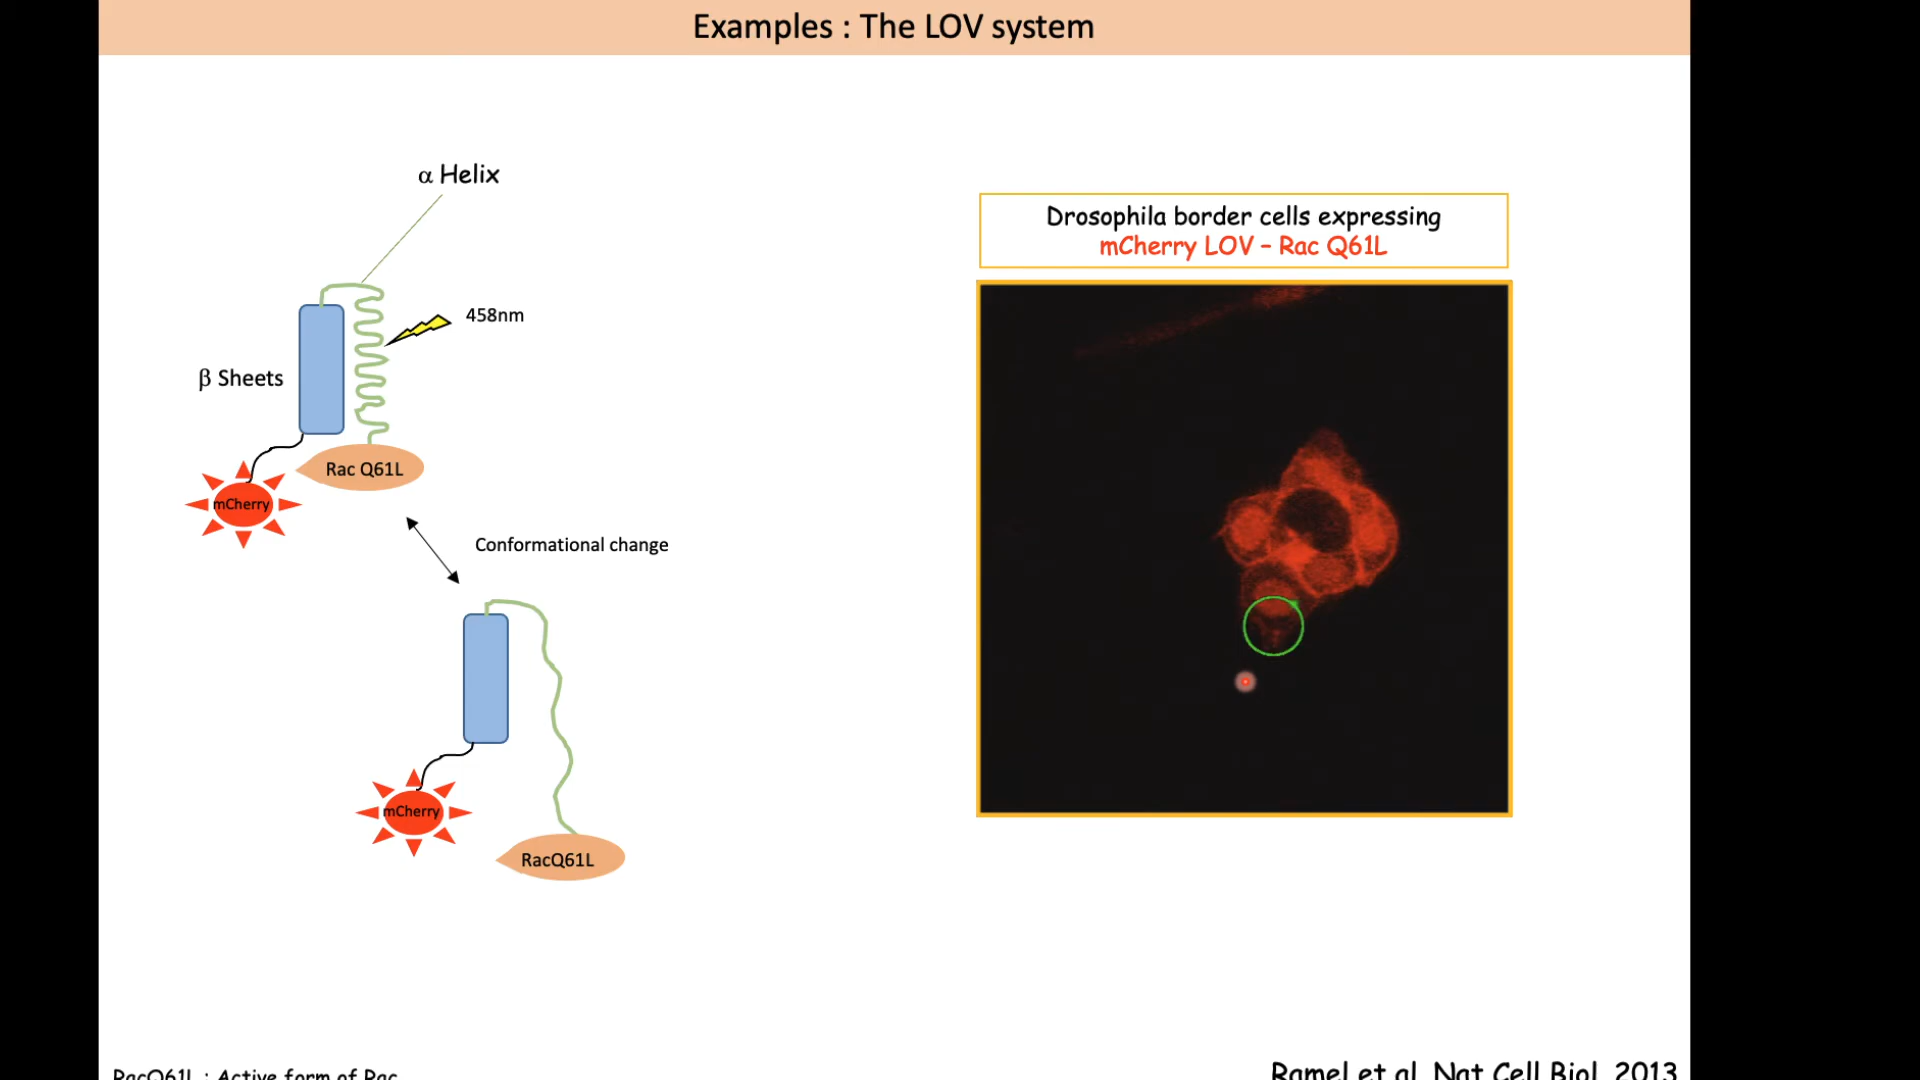 Examples : The LOV system
α Helix
458nm
β Sheets
Rac Q61L
mCherry
Conformational change
mCherry
RacQ61L
Drosophila border cells expressing
mCherry LOV – Rac Q61L
RacQ61L : Active form of Rac
Ramel et al. Nat Cell Biol. 2013